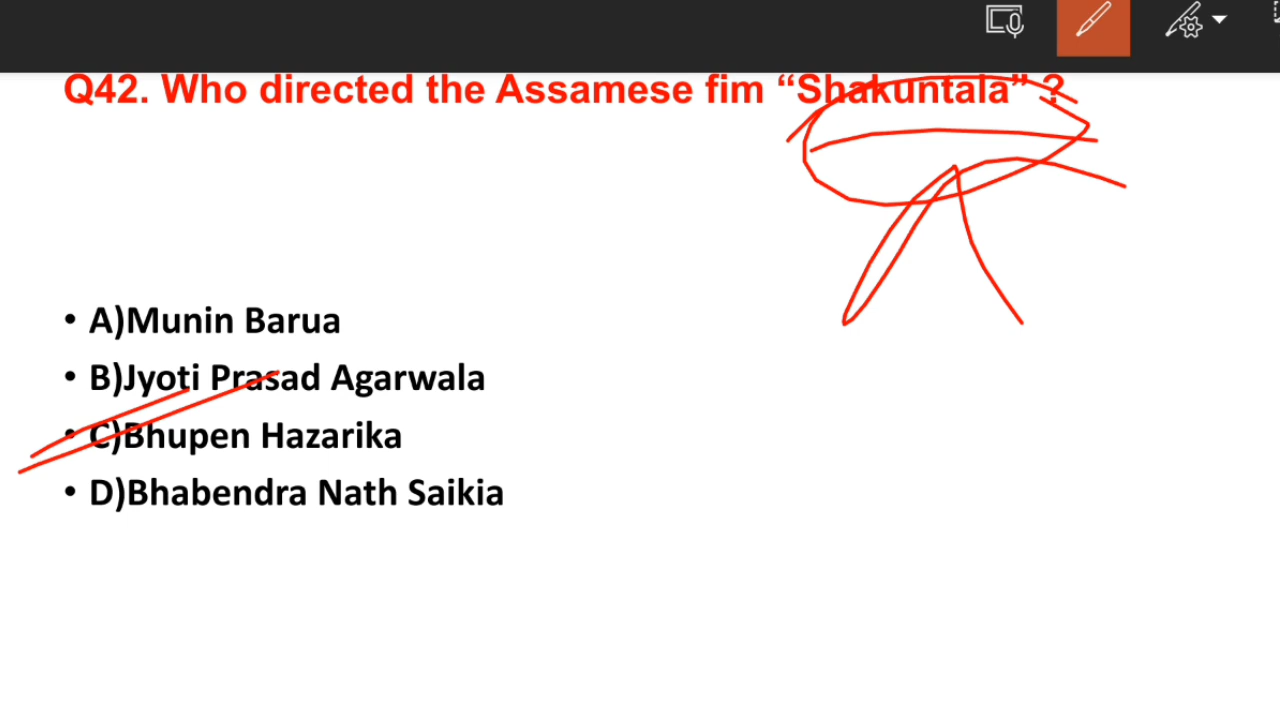 Q42. Who directed the Assamese fim “Shakuntala” ?
• A)Munin Barua
• B)Jyoti Prasad Agarwala
• C)Bhupen Hazarika
• D)Bhabendra Nath Saikia